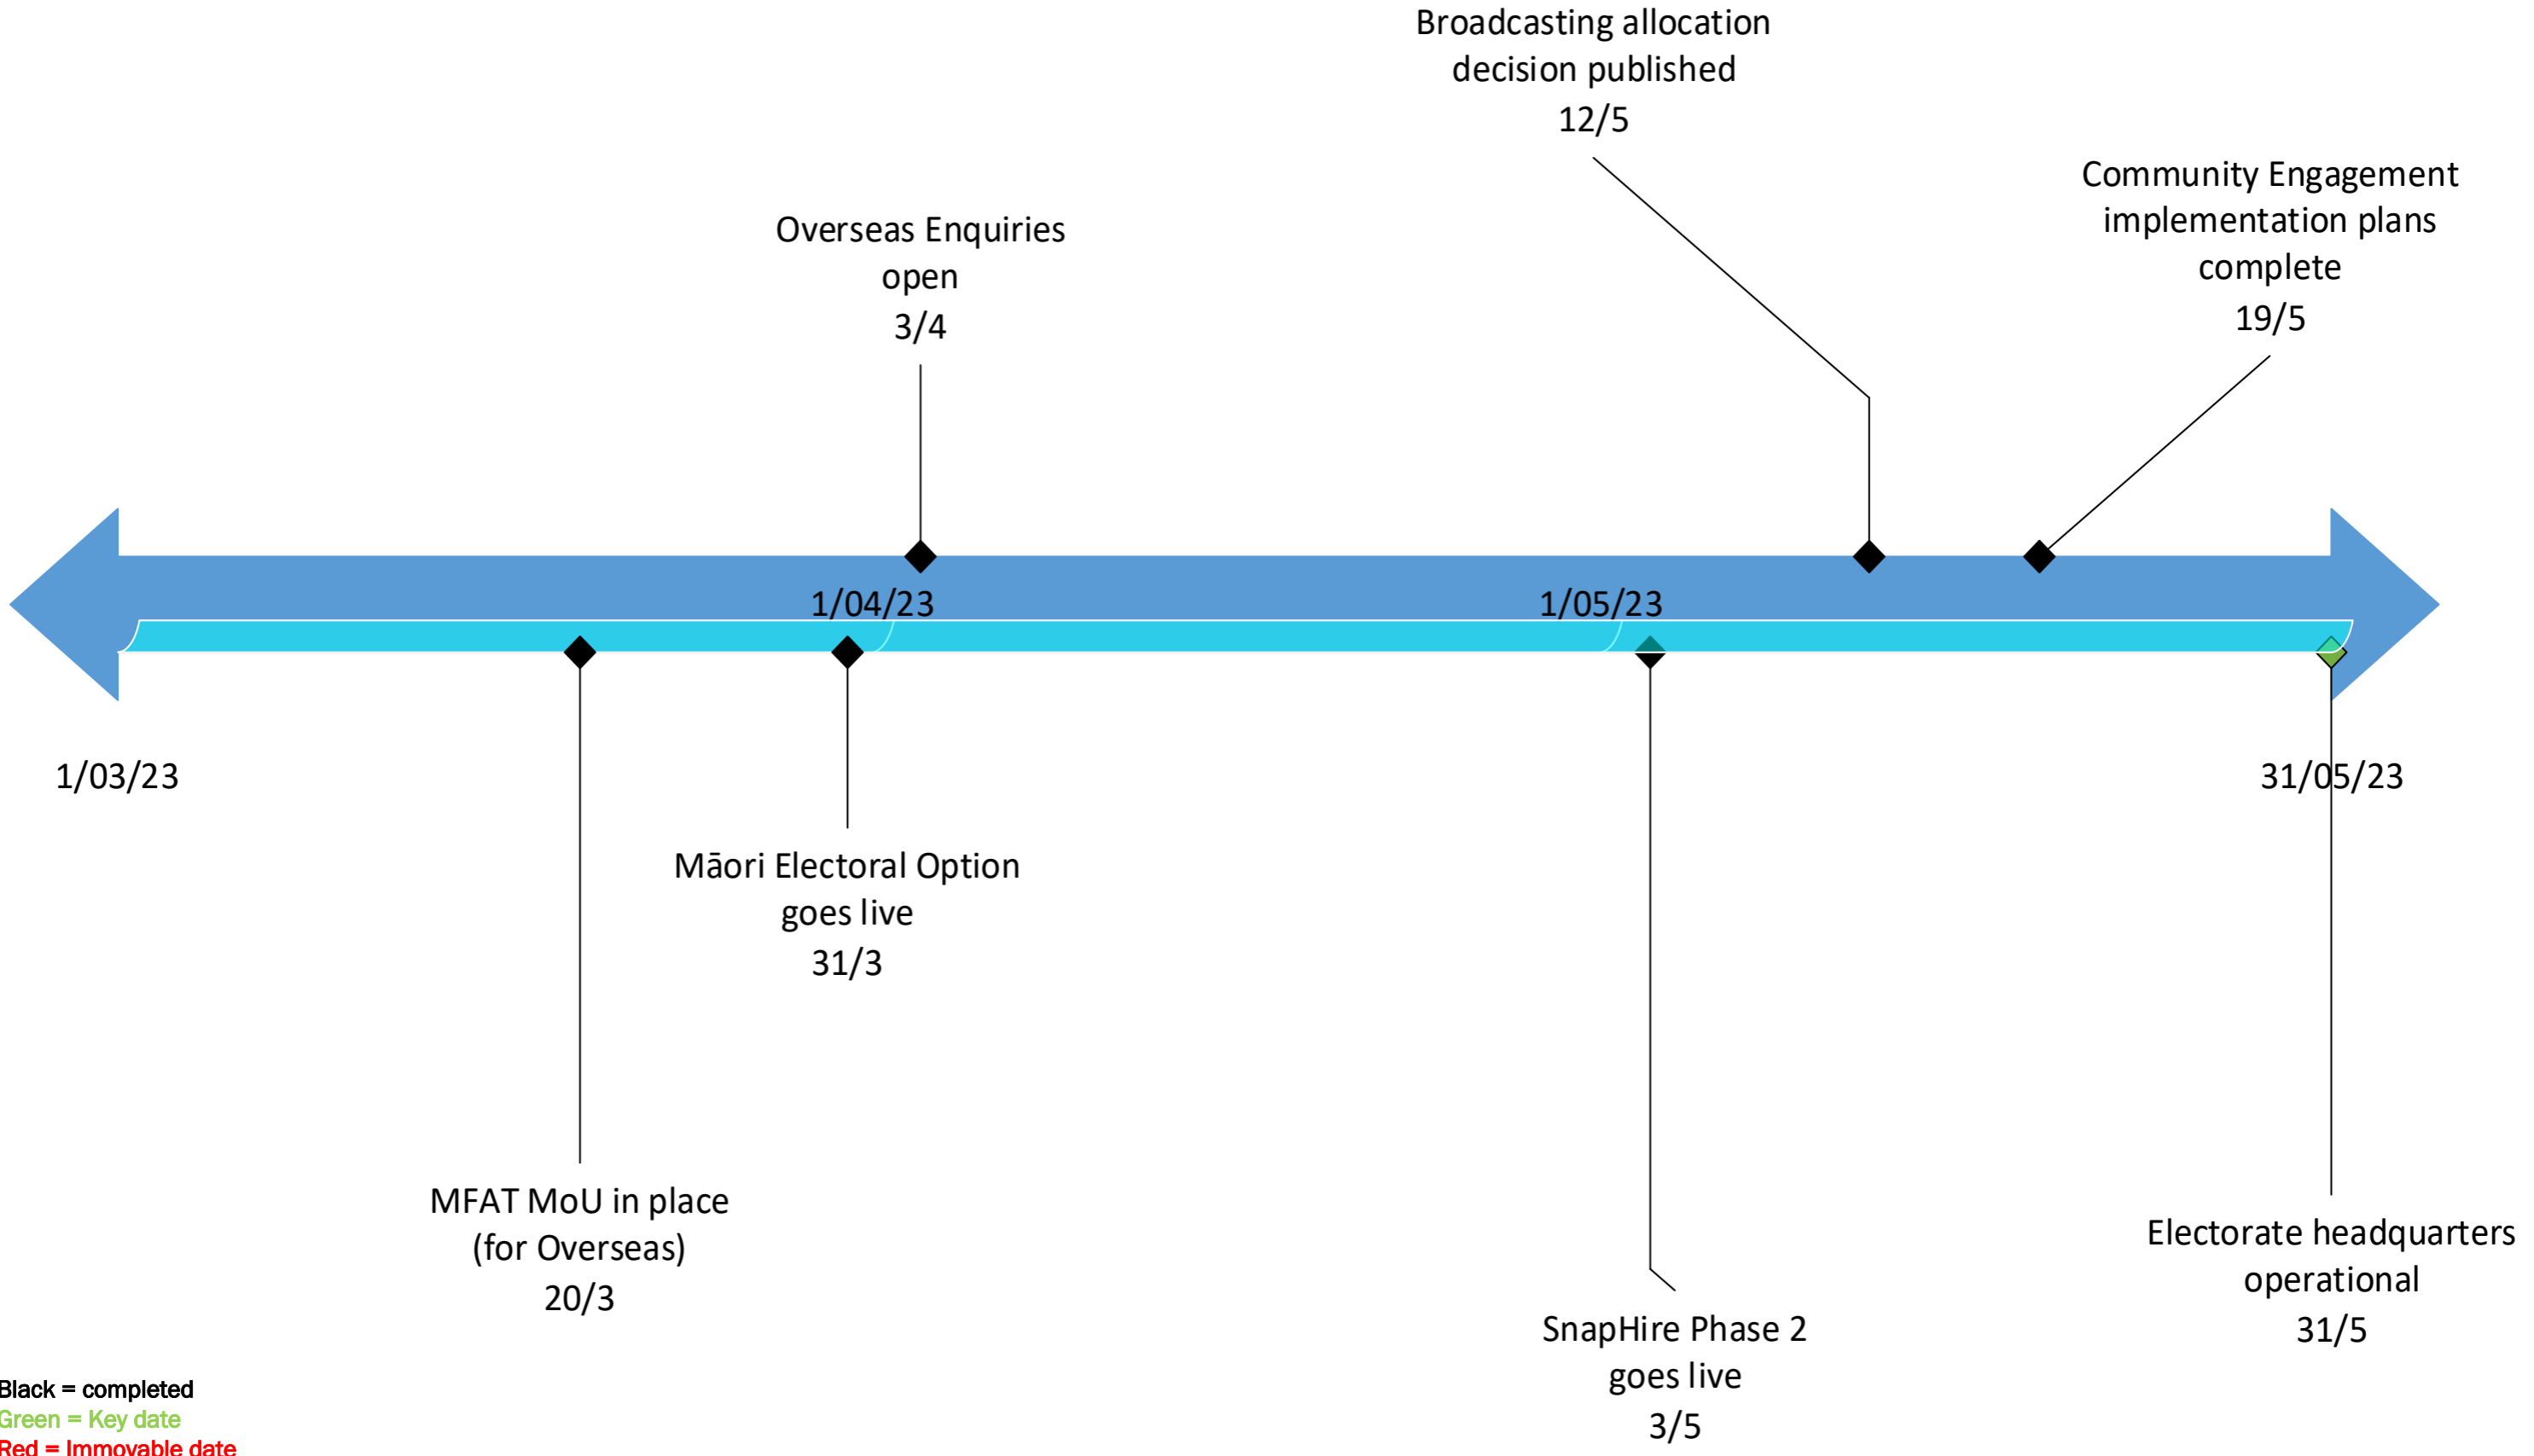 Broadcasting allocation
decision published
12/5
Community Engagement
implementation plans
complete
19/5
Overseas Enquiries
open
3/4
1/04/23
1/05/23
1/03/23
31/05/23
Māori Electoral Option
goes live
31/3
MFAT MoU in place
(for Overseas)
20/3
SnapHire Phase 2
goes live
3/5
Electorate headquarters
operational
31/5
Black = completed
Green = Key date
Red = Immovable date